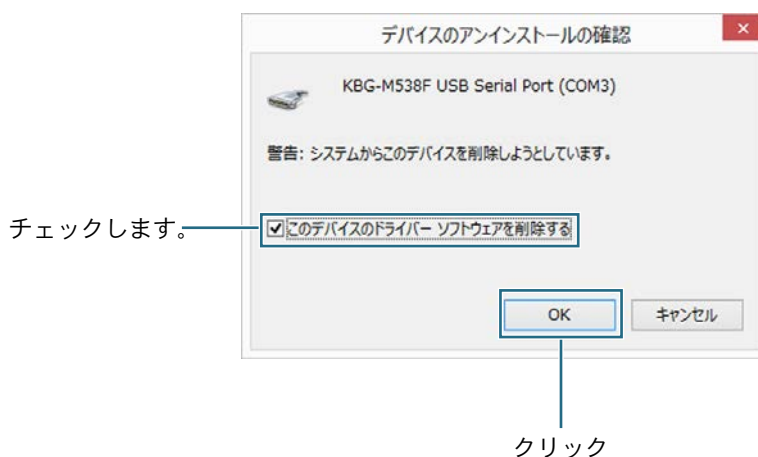 デバイスのアンインストールの確認
KBG-M538F USB Serial Port (COM3)
警告: システムからこのデバイスを削除しようとしています。
チェックします。
このデバイスのドライバー ソフトウェアを削除する
OK
キャンセル
クリック